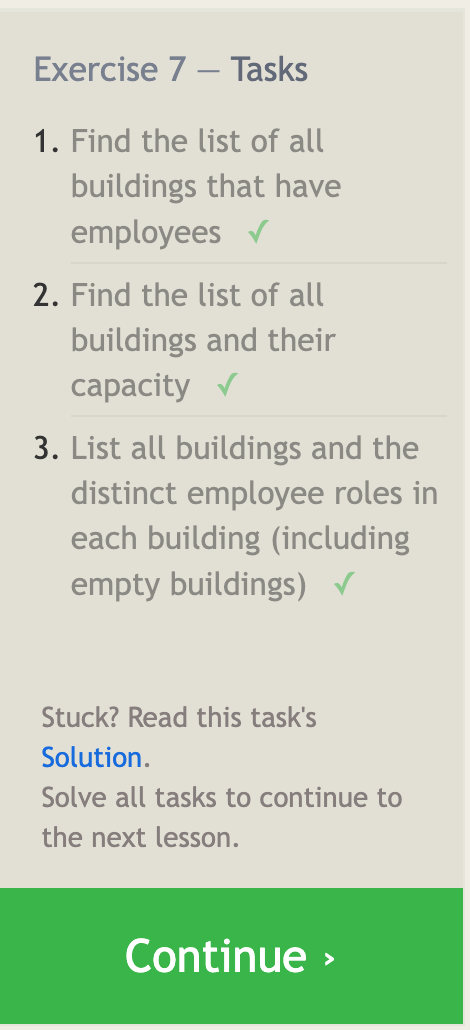 Exercise 7 — Tasks
1. Find the list of all
buildings that have
employees ✓
2. Find the list of all
buildings and their
capacity ✓
3. List all buildings and the
distinct employee roles in
each building (including
empty buildings) ✓
Stuck? Read this task's
Solution.
Solve all tasks to continue to
the next lesson.
Continue ›